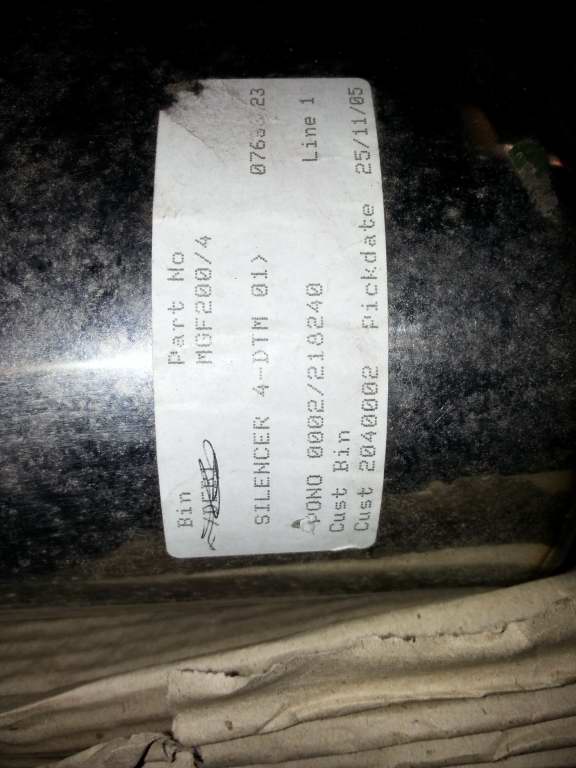 Bin Part No
MGF200/4
SILENCER 4-DTM 01>
PONO 0002/218240 Line 1
Cust Bin
Cust 2040002 Pickdate 25/11/05